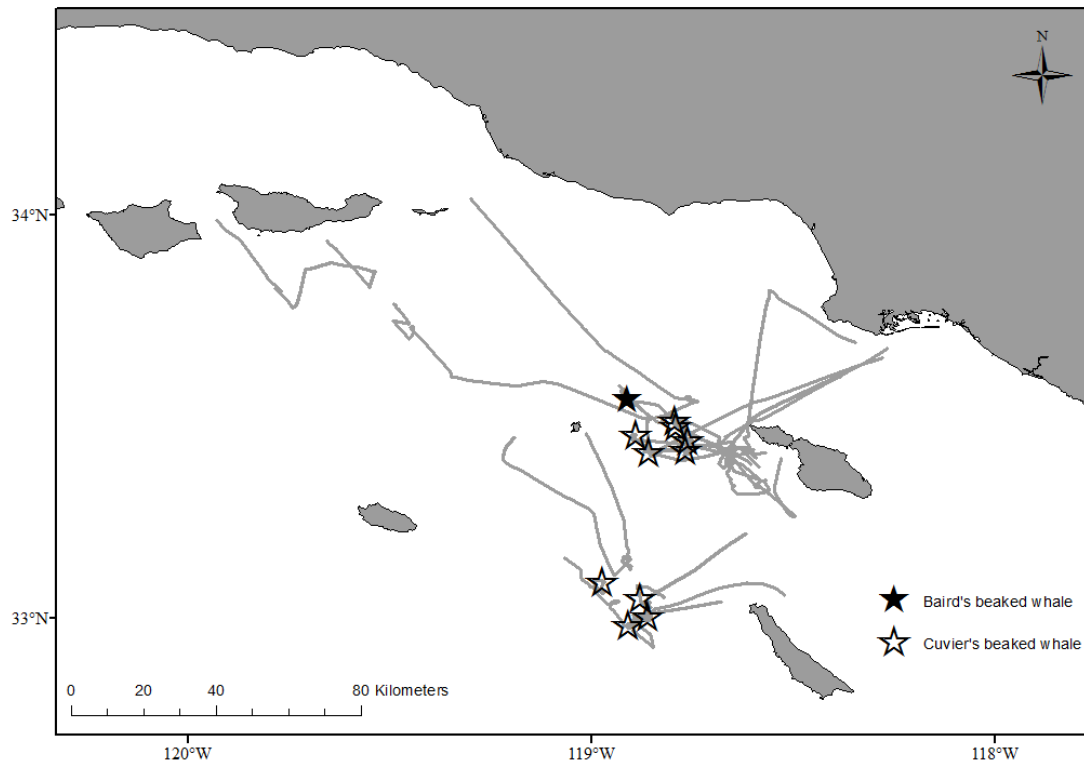 N
34°N
33°N
Baird's beaked whale
Cuvier's beaked whale
0 20 40 80 Kilometers
120°W 119°W 118°W